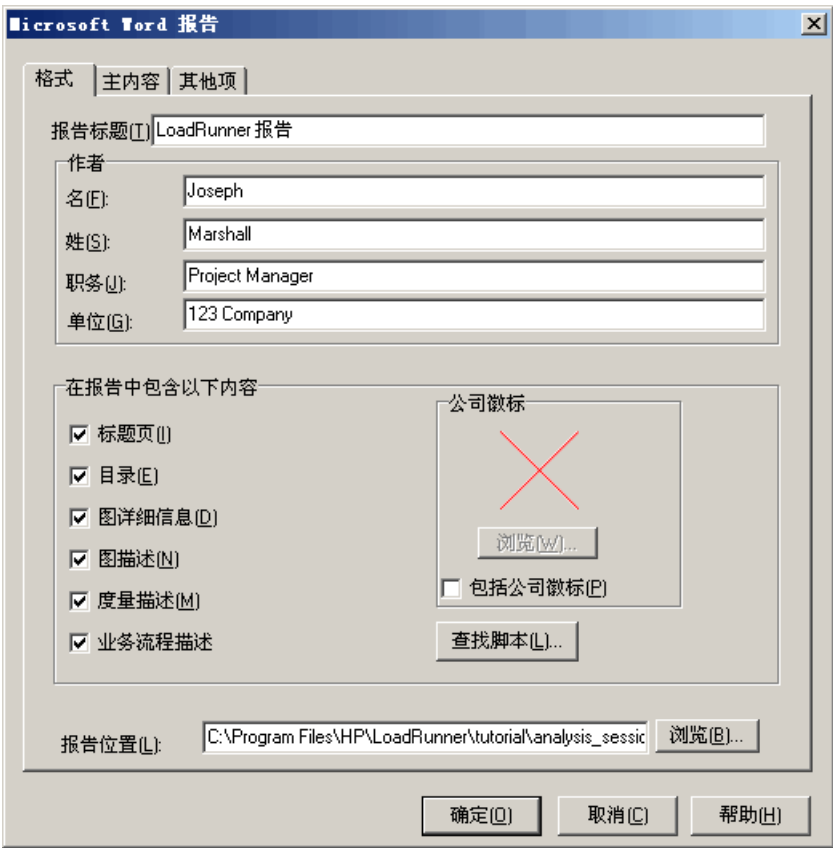 Microsoft Word 报告
格式 主内容 其他项
报告标题(T) LoadRunner 报告
作者
名(F): Joseph
姓(S): Marshall
职务(J): Project Manager
单位(G): 123 Company
在报告中包含以下内容
公司徽标
标题页(I)
目录(E)
图详细信息(D)
浏览(W)...
图描述(N)
包括公司徽标(P)
度量描述(M)
业务流程描述
查找脚本(L)...
报告位置(L): C:\Program Files\HP\LoadRunner\tutorial\analysis_sessic 浏览(B)...
确定(O) 取消(C) 帮助(H)